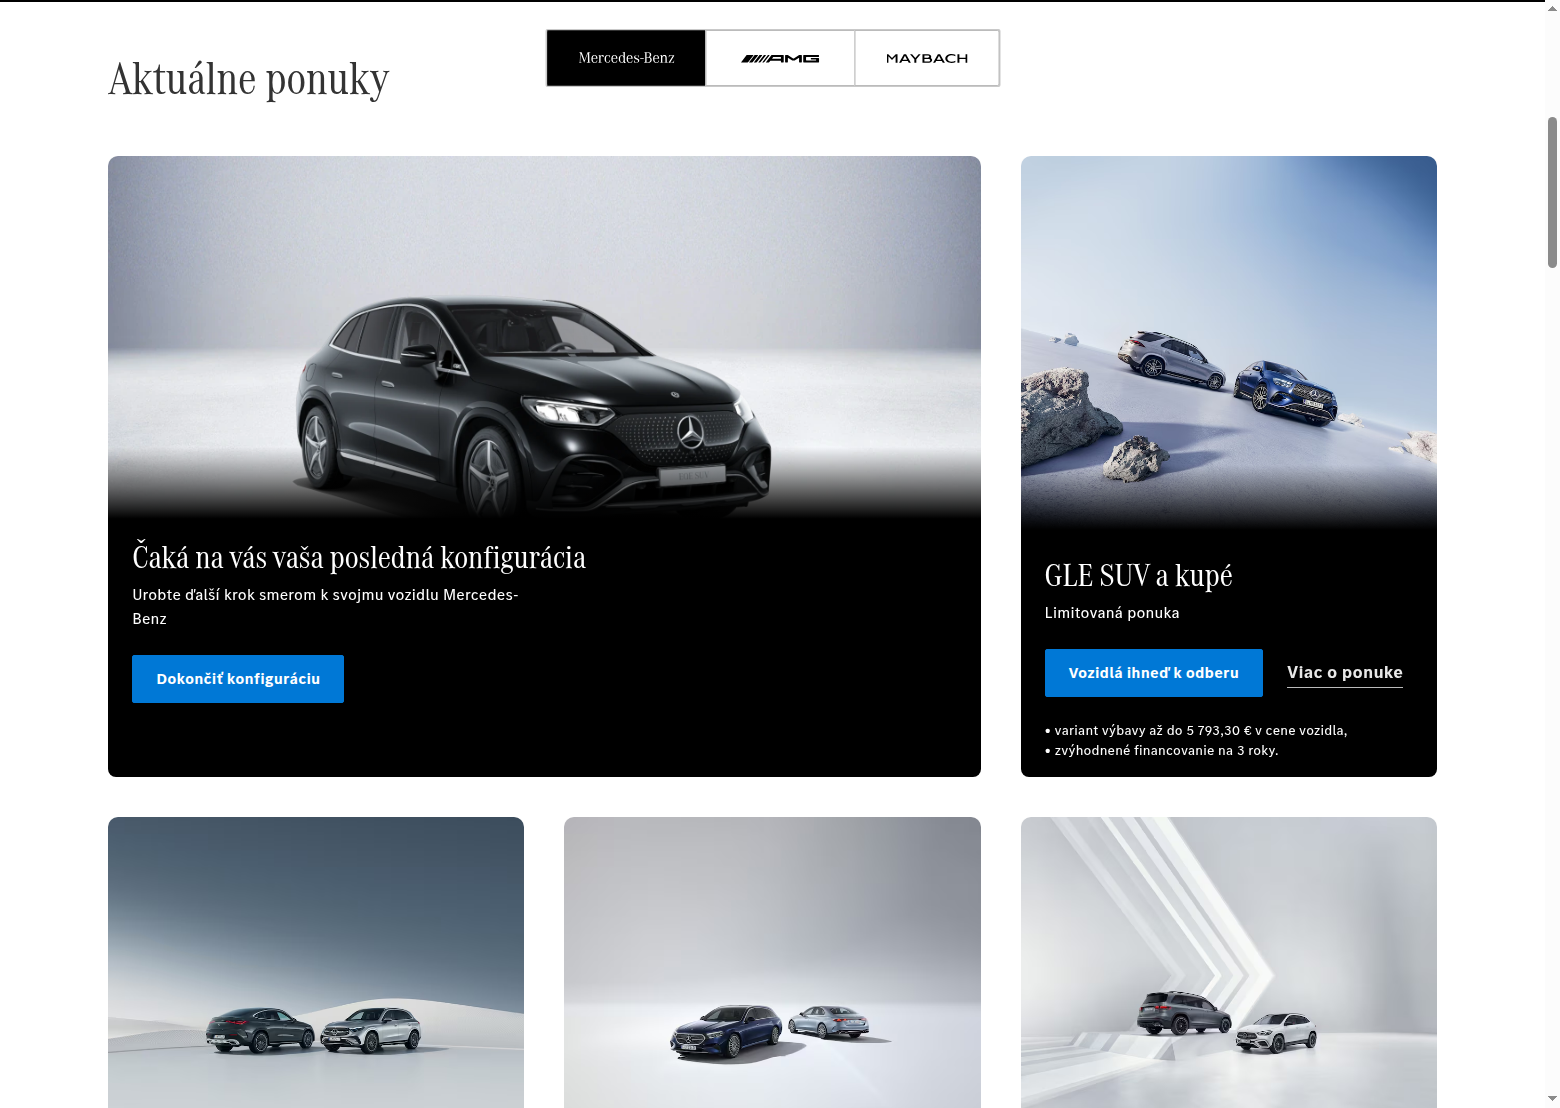 Aktuálne ponuky
Mercedes-Benz
AMG
MAYBACH
Čaká na vás vaša posledná konfigurácia
Urobte ďalší krok smerom k svojmu vozidlu Mercedes-
Benz
Dokončiť konfiguráciu
GLE SUV a kupé
Limitovaná ponuka
Vozidlá ihneď k odberu
Viac o ponuke
• variant výbavy až do 5 793,30 € v cene vozidla,
• zvýhodnené financovanie na 3 roky.